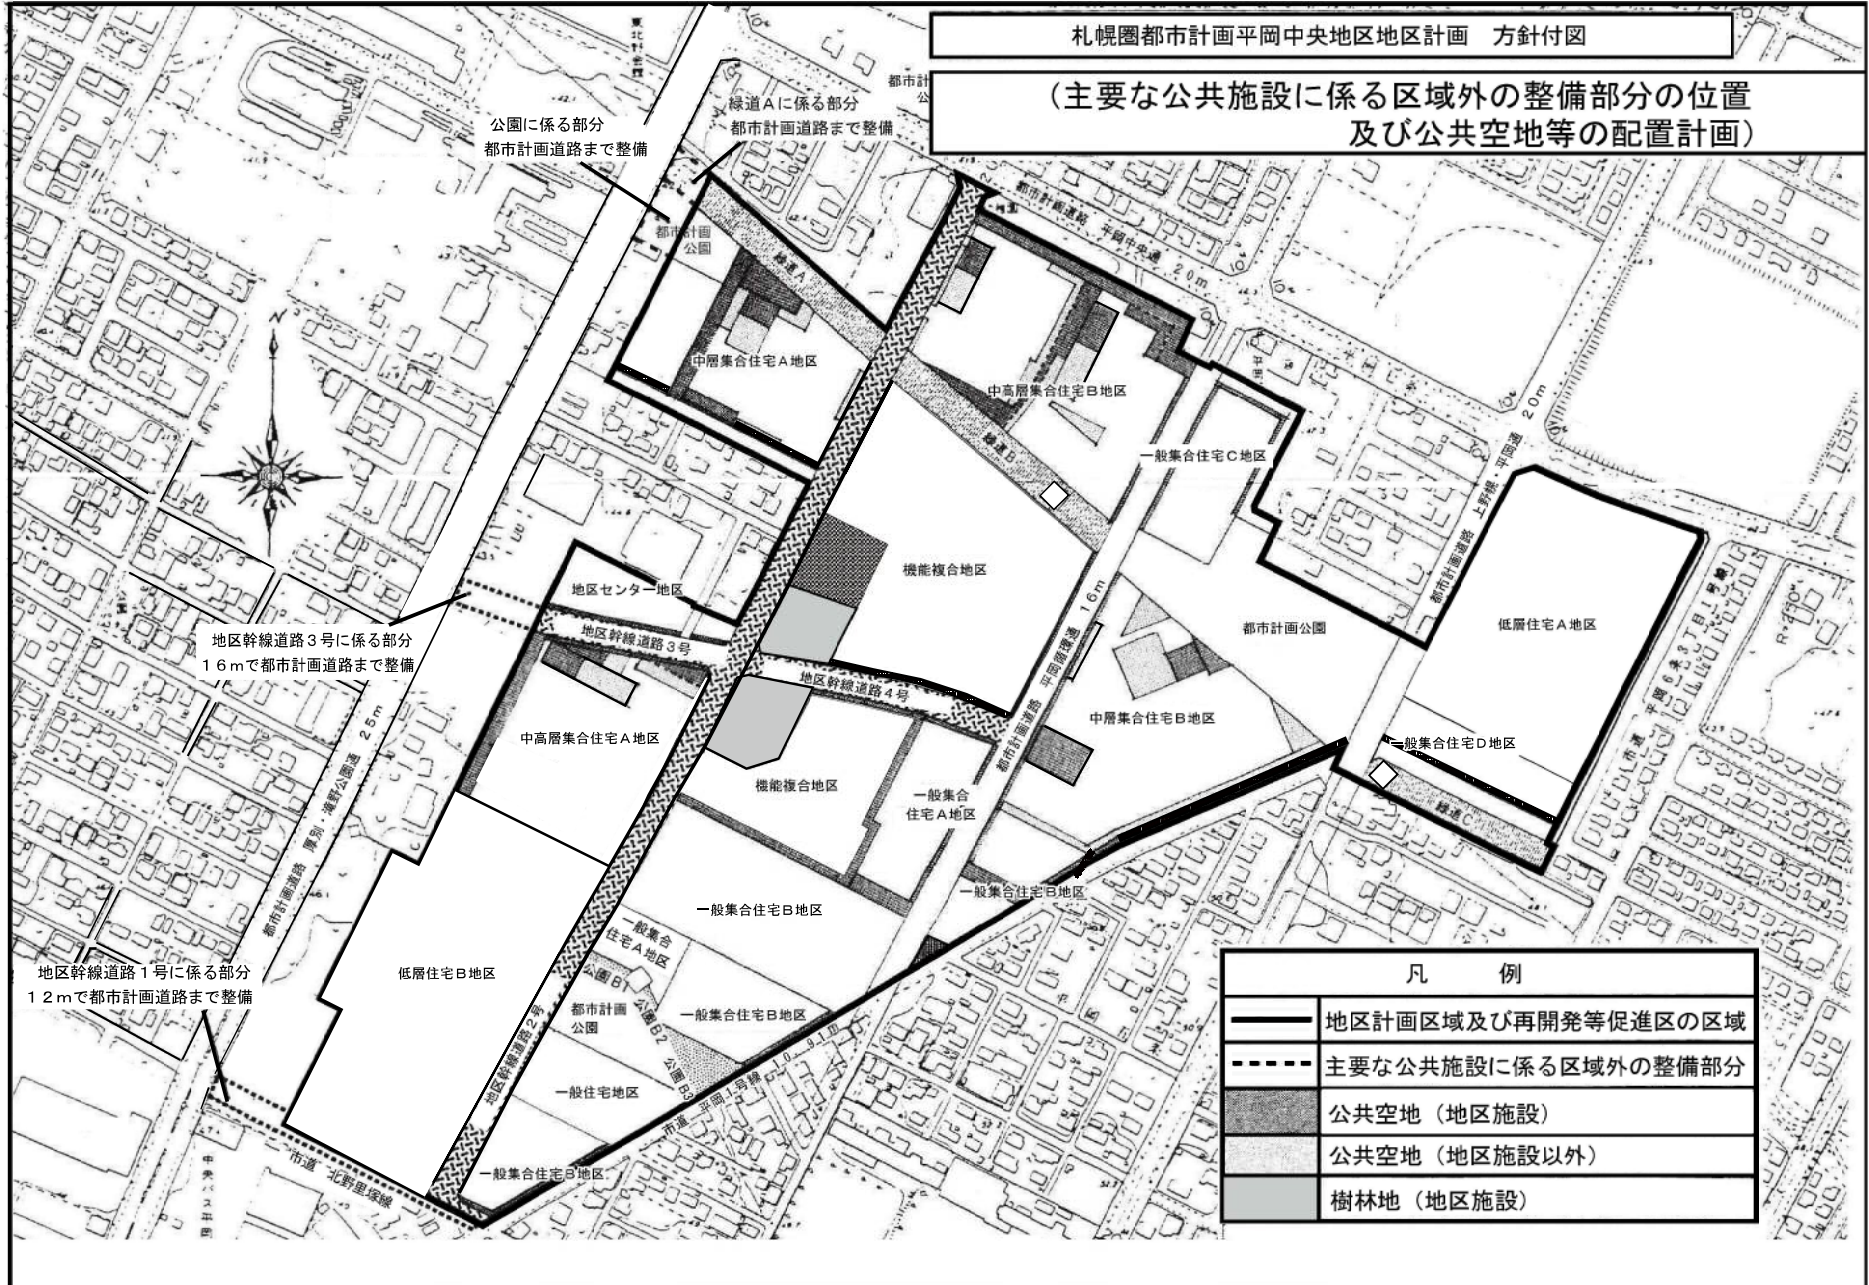 札幌圏都市計画平岡中央地区地区計画　方針付図
（主要な公共施設に係る区域外の整備部分の位置
及び公共空地等の配置計画）
東北野会館
緑道Ａに係る部分
都市計画道路まで整備
公園に係る部分
都市計画道路まで整備
都市計画
公園
緑道Ａ
都市計画道路　平岡中央通　２０ｍ
中層集合住宅Ａ地区
中高層集合住宅Ｂ地区
緑道Ｂ
一般集合住宅Ｃ地区
都市計画道路　上野幌　平岡通　２０ｍ
機能複合地区
地区センター地区
都市計画公園
低層住宅Ａ地区
地区幹線道路３号に係る部分
１６ｍで都市計画道路まで整備
地区幹線道路３号
地区幹線道路４号
都市計画道路　平岡循環通　１６ｍ
市道　平岡６条３丁目１号線
中高層集合住宅Ａ地区
中層集合住宅Ｂ地区
一般集合住宅Ｄ地区
緑道Ｃ
機能複合地区
一般集合
住宅Ａ地区
都市計画道路　厚別・滝野公園通　２５ｍ
一般集合住宅Ｂ地区
一般集合住宅Ｂ地区
一般集合
住宅Ａ地区
低層住宅Ｂ地区
公園Ｂ１
公園Ｂ２
公園Ｂ３
都市計画
公園
一般集合住宅Ｂ地区
地区幹線道路１号に係る部分
１２ｍで都市計画道路まで整備
地区幹線道路２号
一般住宅地区
市道　平岡１号線
一般集合住宅Ｂ地区
市道　北野里塚線
中央バス平岡
凡　例
地区計画区域及び再開発等促進区の区域
主要な公共施設に係る区域外の整備部分
公共空地（地区施設）
公共空地（地区施設以外）
樹林地（地区施設）